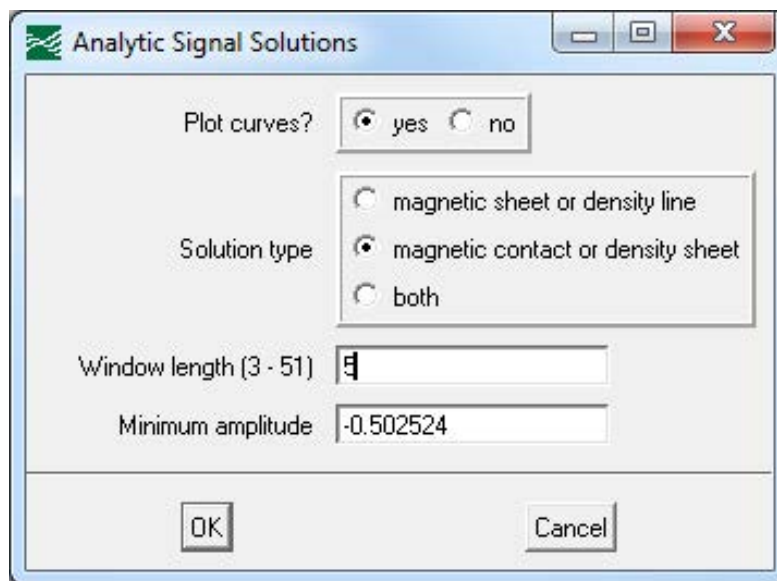 Analytic Signal Solutions
Plot curves? yes no
magnetic sheet or density line
Solution type magnetic contact or density sheet
both
Window length (3 - 51) 5
Minimum amplitude -0.502524
OK Cancel